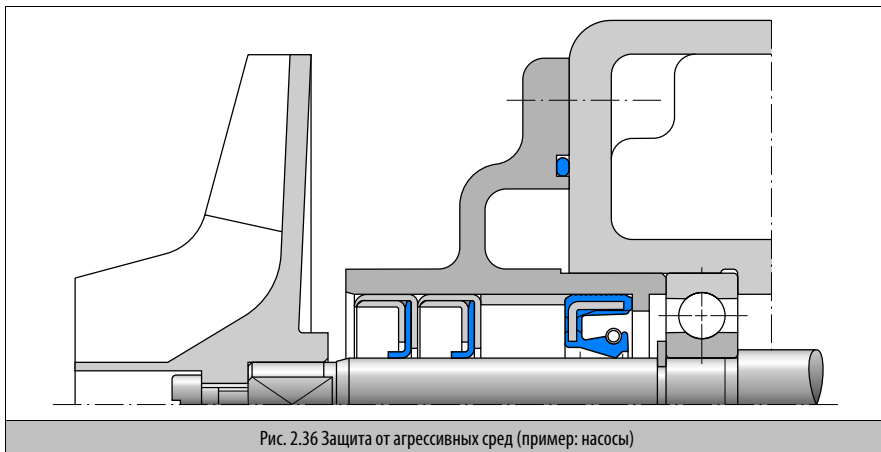 Рис. 2.36 Защита от агрессивных сред (пример: насосы)